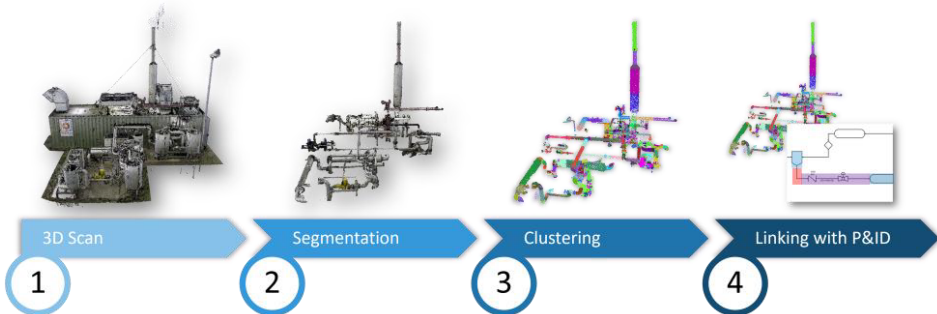 3D Scan
Segmentation
Clustering
Linking with P&ID
1
2
3
4